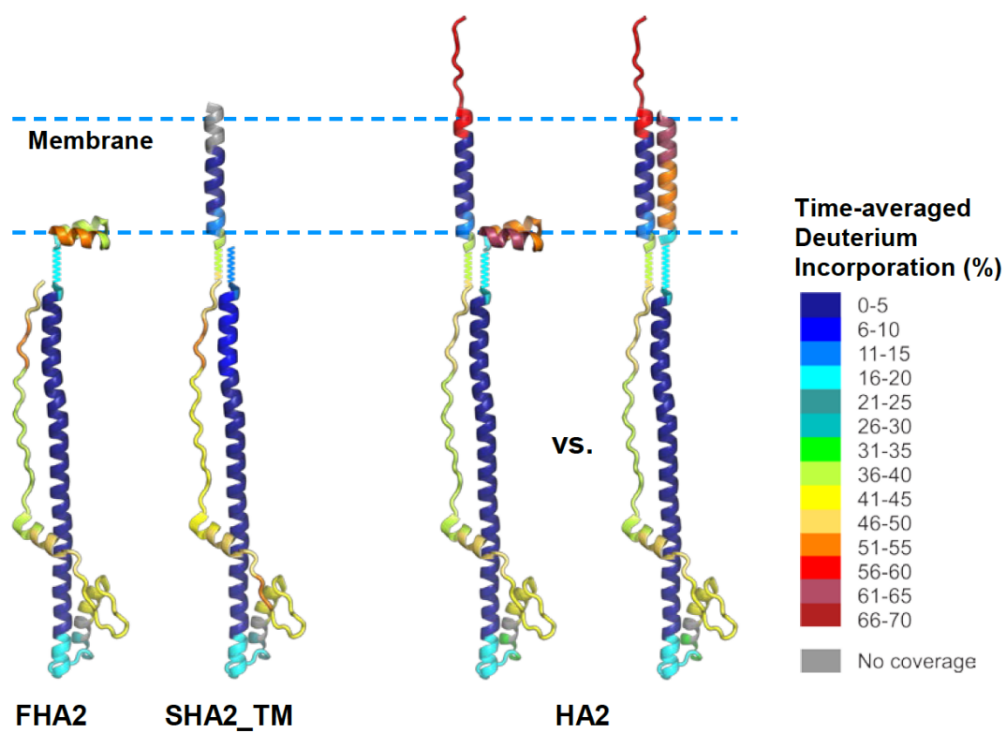 Membrane
vs.
Time-averaged
Deuterium
Incorporation (%)
0-5
6-10
11-15
16-20
21-25
26-30
31-35
36-40
41-45
46-50
51-55
56-60
61-65
66-70
No coverage
FHA2
SHA2_TM
HA2